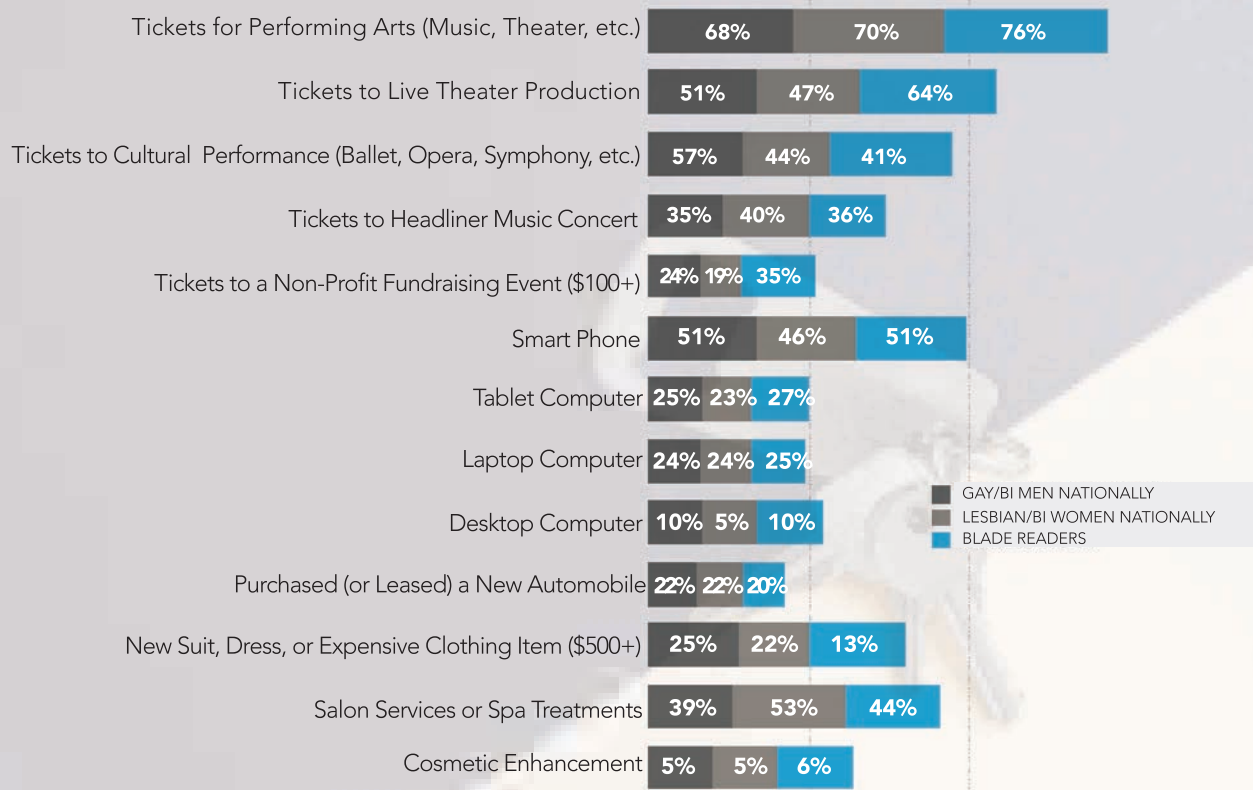 Tickets for Performing Arts (Music, Theater, etc.) 68% 70% 76%
Tickets to Live Theater Production 51% 47% 64%
Tickets to Cultural Performance (Ballet, Opera, Symphony, etc.) 57% 44% 41%
Tickets to Headliner Music Concert 35% 40% 36%
Tickets to a Non-Profit Fundraising Event ($100+) 24% 19% 35%
Smart Phone 51% 46% 51%
Tablet Computer 25% 23% 27%
Laptop Computer 24% 24% 25%
GAY/BI MEN NATIONALLY
LESBIAN/BI WOMEN NATIONALLY
BLADE READERS
Desktop Computer 10% 5% 10%
Purchased (or Leased) a New Automobile 22% 22% 20%
New Suit, Dress, or Expensive Clothing Item ($500+) 25% 22% 13%
Salon Services or Spa Treatments 39% 53% 44%
Cosmetic Enhancement 5% 5% 6%